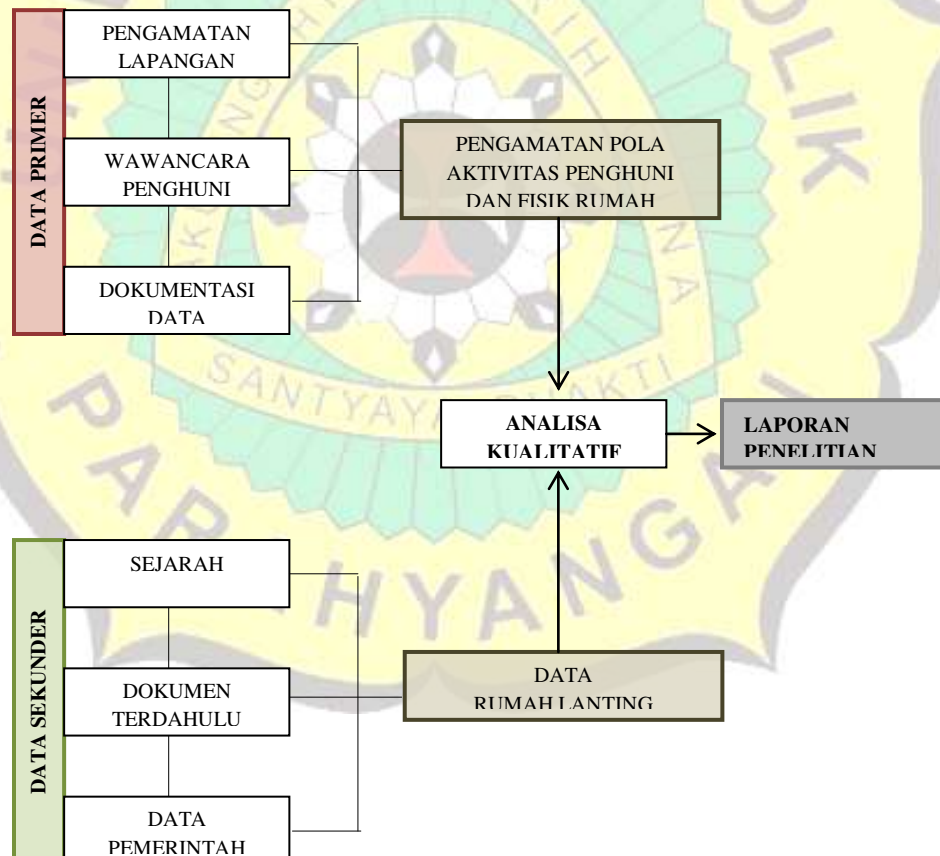 DATA PRIMER
PENGAMATAN
LAPANGAN
WAWANCARA
PENGHUNI
DOKUMENTASI
DATA
PENGAMATAN POLA
AKTIVITAS PENGHUNI
DAN FISIK RUMAH
ANALISA
KUALITATIF
LAPORAN
PENELITIAN
DATA SEKUNDER
SEJARAH
DOKUMEN
TERDAHULU
DATA
PEMERINTAH
DATA
RUMAH LANTING
SANTYAYA